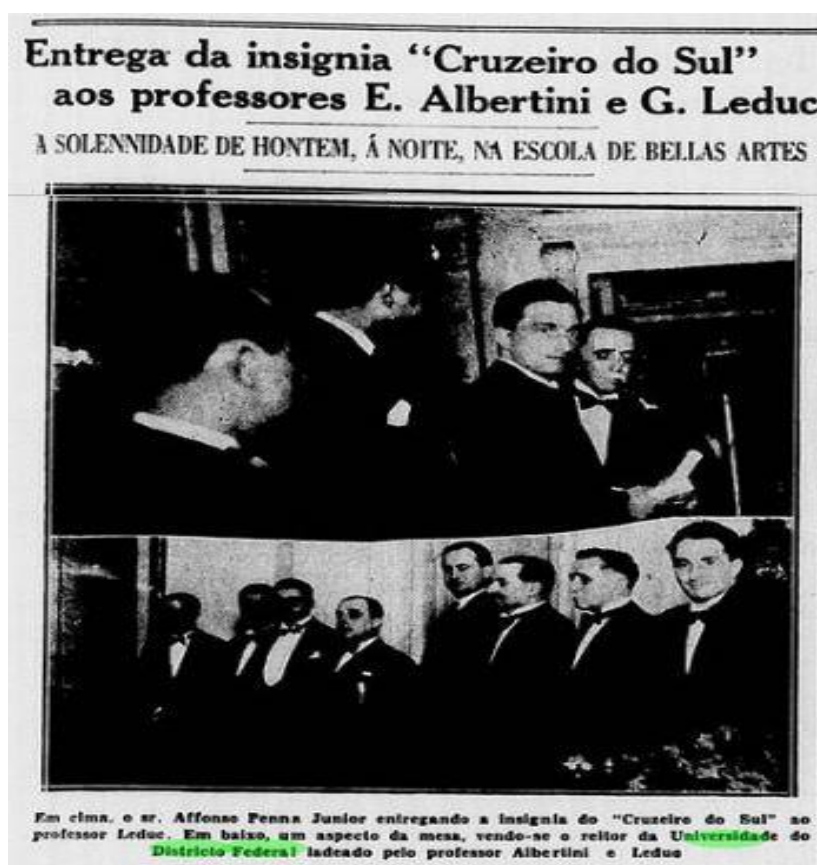 Entrega da insignia “Cruzeiro do Sul”
aos professores E. Albertini e G. Leduc
A SOLENNIDADE DE HONTEM, Á NOITE, NA ESCOLA DE BELLAS ARTES
Em cima, o sr. Affonso Penna Junior entregando a insignia do “Cruzeiro do Sul” ao
professor Leduc. Em baixo, um aspecto da mesa, vendo-se o reitor da Universidade do
Districto Federal ladeado pelo professor Albertini e Leduc